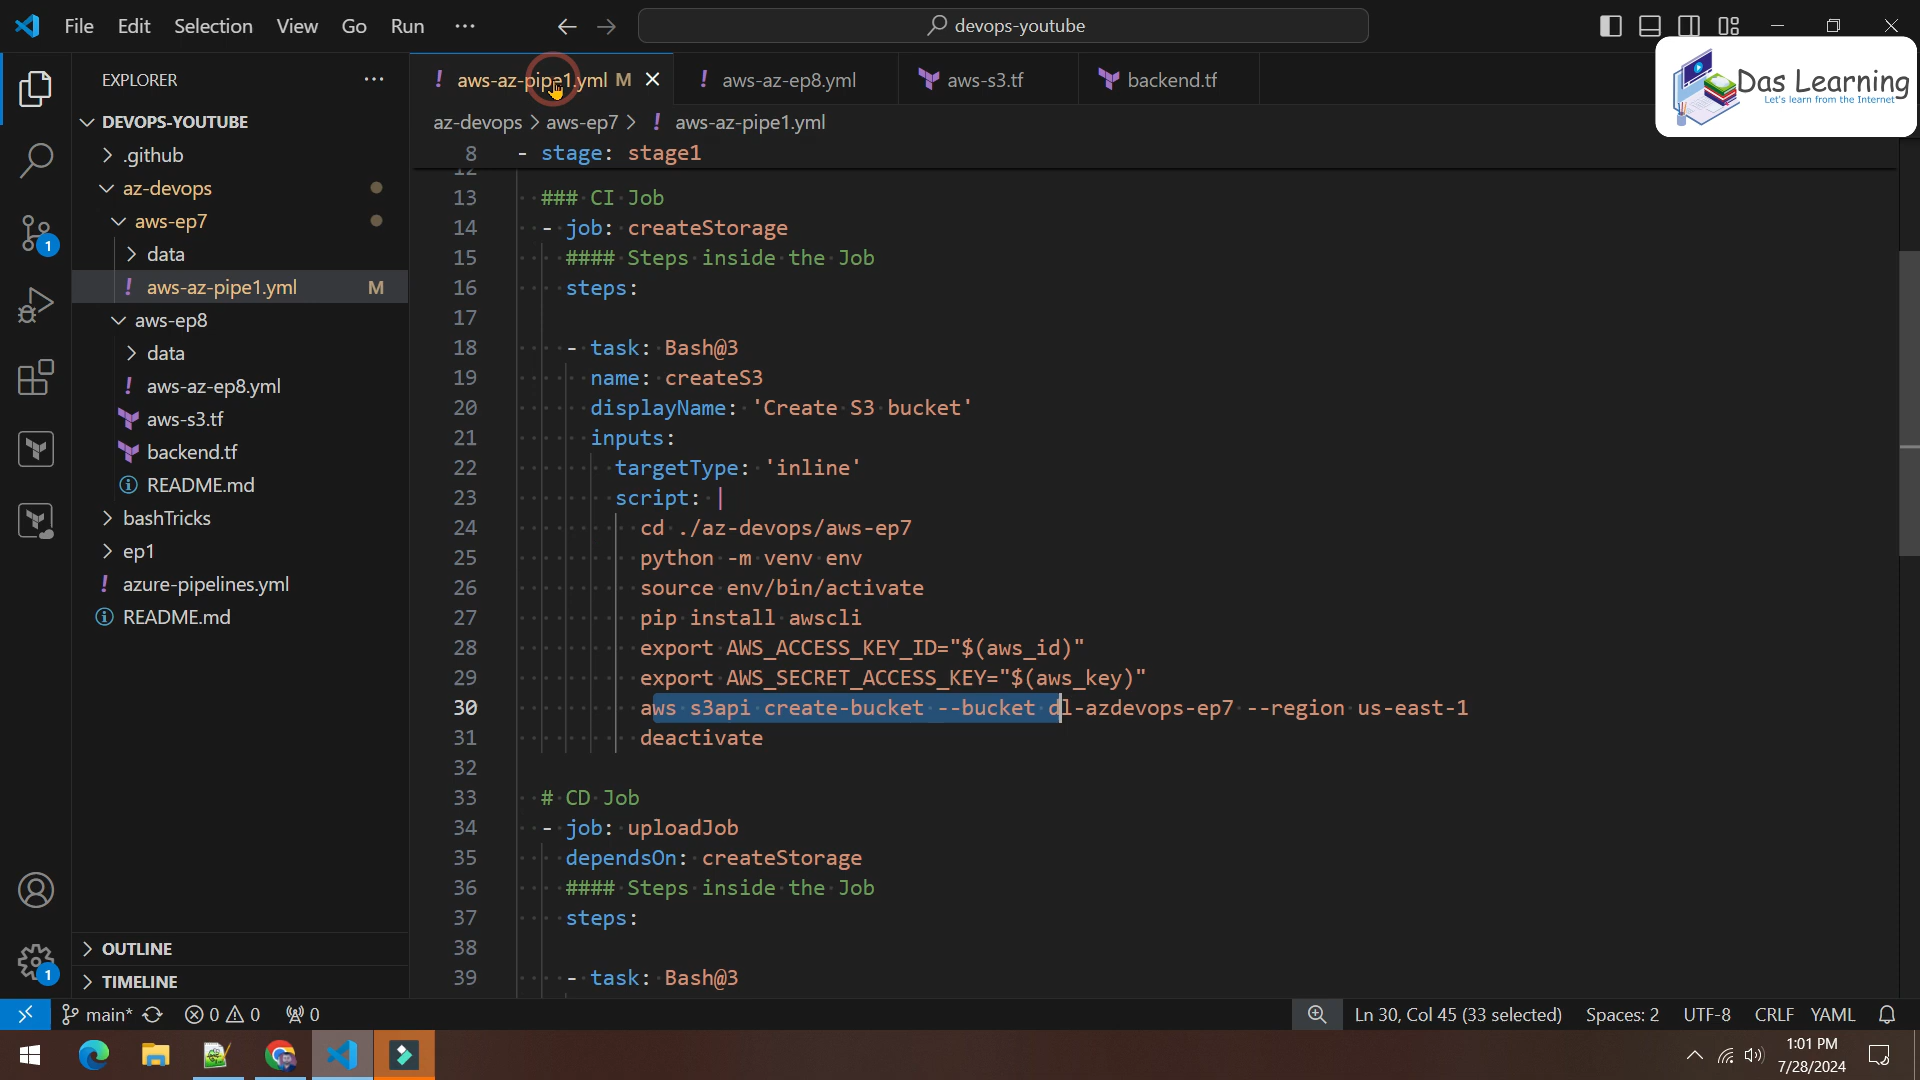 File Edit Selection View Go Run ···
devops-youtube
Das Learning
Let's learn from the Internet
EXPLORER
DEVOPS-YOUTUBE
.github
az-devops
aws-ep7
data
aws-az-pipe1.yml M
aws-ep8
data
aws-az-ep8.yml
aws-s3.tf
backend.tf
README.md
bashTricks
ep1
azure-pipelines.yml
README.md
OUTLINE
TIMELINE
1
1
! aws-az-pipe1.yml M
! aws-az-ep8.yml
aws-s3.tf
backend.tf
az-devops > aws-ep7 > ! aws-az-pipe1.yml
8 - stage: stage1
12
13 ### CI Job
14 - job: createStorage
15 #### Steps inside the Job
16 steps:
17
18 - task: Bash@3
19 name: createS3
20 displayName: 'Create S3 bucket'
21 inputs:
22 targetType: 'inline'
23 script: |
24 cd ./az-devops/aws-ep7
25 python -m venv env
26 source env/bin/activate
27 pip install awscli
28 export AWS_ACCESS_KEY_ID="$(aws_id)"
29 export AWS_SECRET_ACCESS_KEY="$(aws_key)"
30 aws s3api create-bucket --bucket dl-azdevops-ep7 --region us-east-1
31 deactivate
32
33 # CD Job
34 - job: uploadJob
35 dependsOn: createStorage
36 #### Steps inside the Job
37 steps:
38
39 - task: Bash@3
main* 0 0 0
Ln 30, Col 45 (33 selected) Spaces: 2 UTF-8 CRLF YAML
1:01 PM
7/28/2024